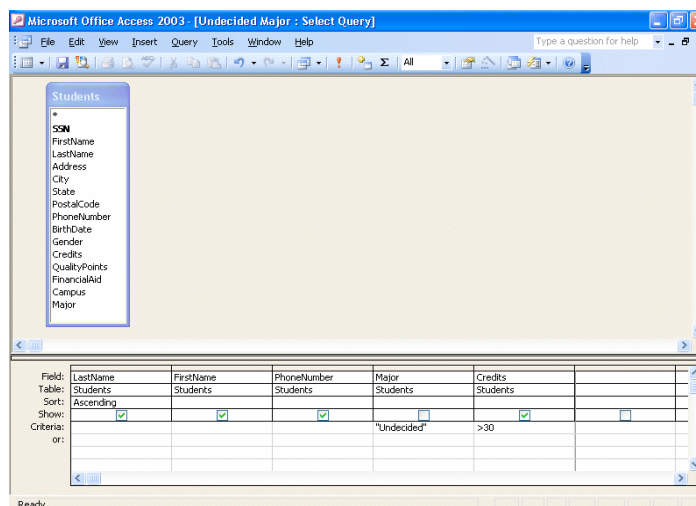 Microsoft Office Access 2003 - [Undecided Major : Select Query]
File Edit View Insert Query Tools Window Help Type a question for help
All
Students
*
SSN
FirstName
LastName
Address
City
State
PostalCode
PhoneNumber
BirthDate
Gender
Credits
QualityPoints
FinancialAid
Campus
Major
Field: LastName FirstName PhoneNumber Major Credits
Table: Students Students Students Students Students
Sort: Ascending
Show:
Criteria: "Undecided" >30
or:
Ready